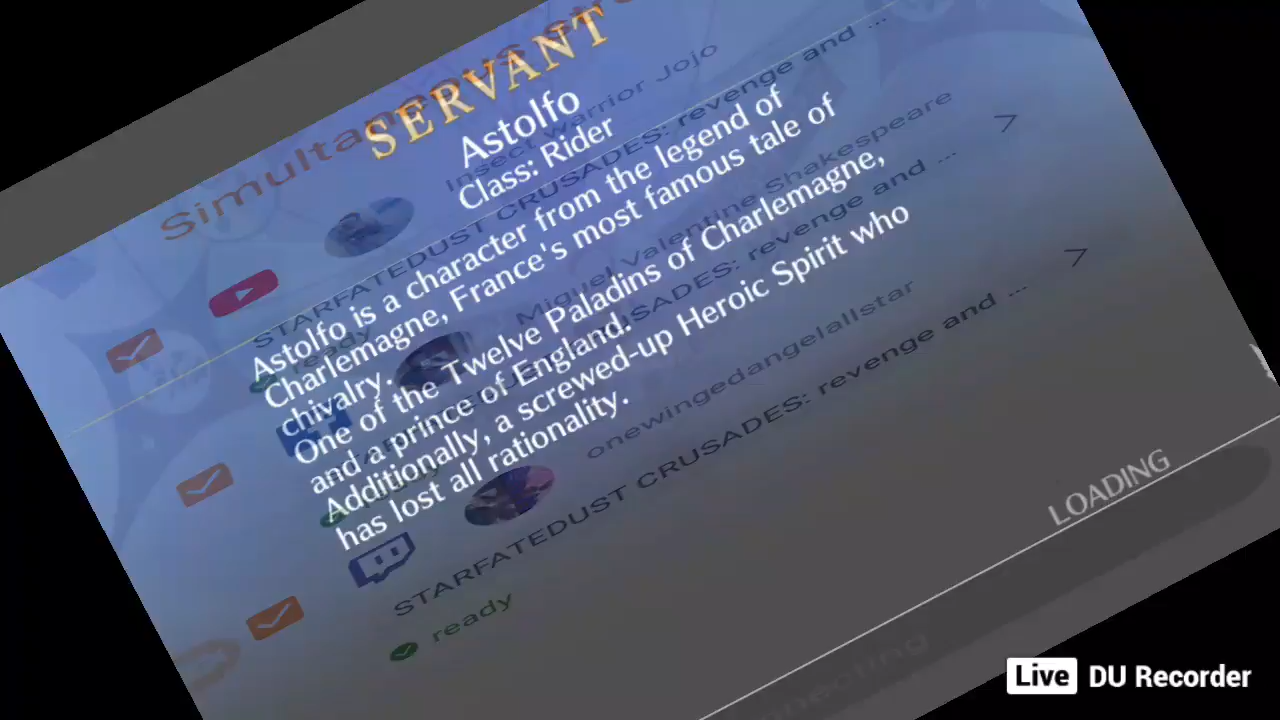 SERVANT
Simultaneous
Astolfo
Class: Rider
Insect Warrior Jojo
STARFATEDUST CRUSADES: revenge and ...
ready
Astolfo is a character from the legend of
Charlemagne, France's most famous tale of
chivalry.
One of the Twelve Paladins of Charlemagne,
and a prince of England.
Additionally, a screwed-up Heroic Spirit who
has lost all rationality.
Miguel Valentine Shakespeare
STARFATEDUST CRUSADES: revenge and ...
ready
onewingedangelallstar
STARFATEDUST CRUSADES: revenge and ...
ready
LOADING
Live DU Recorder